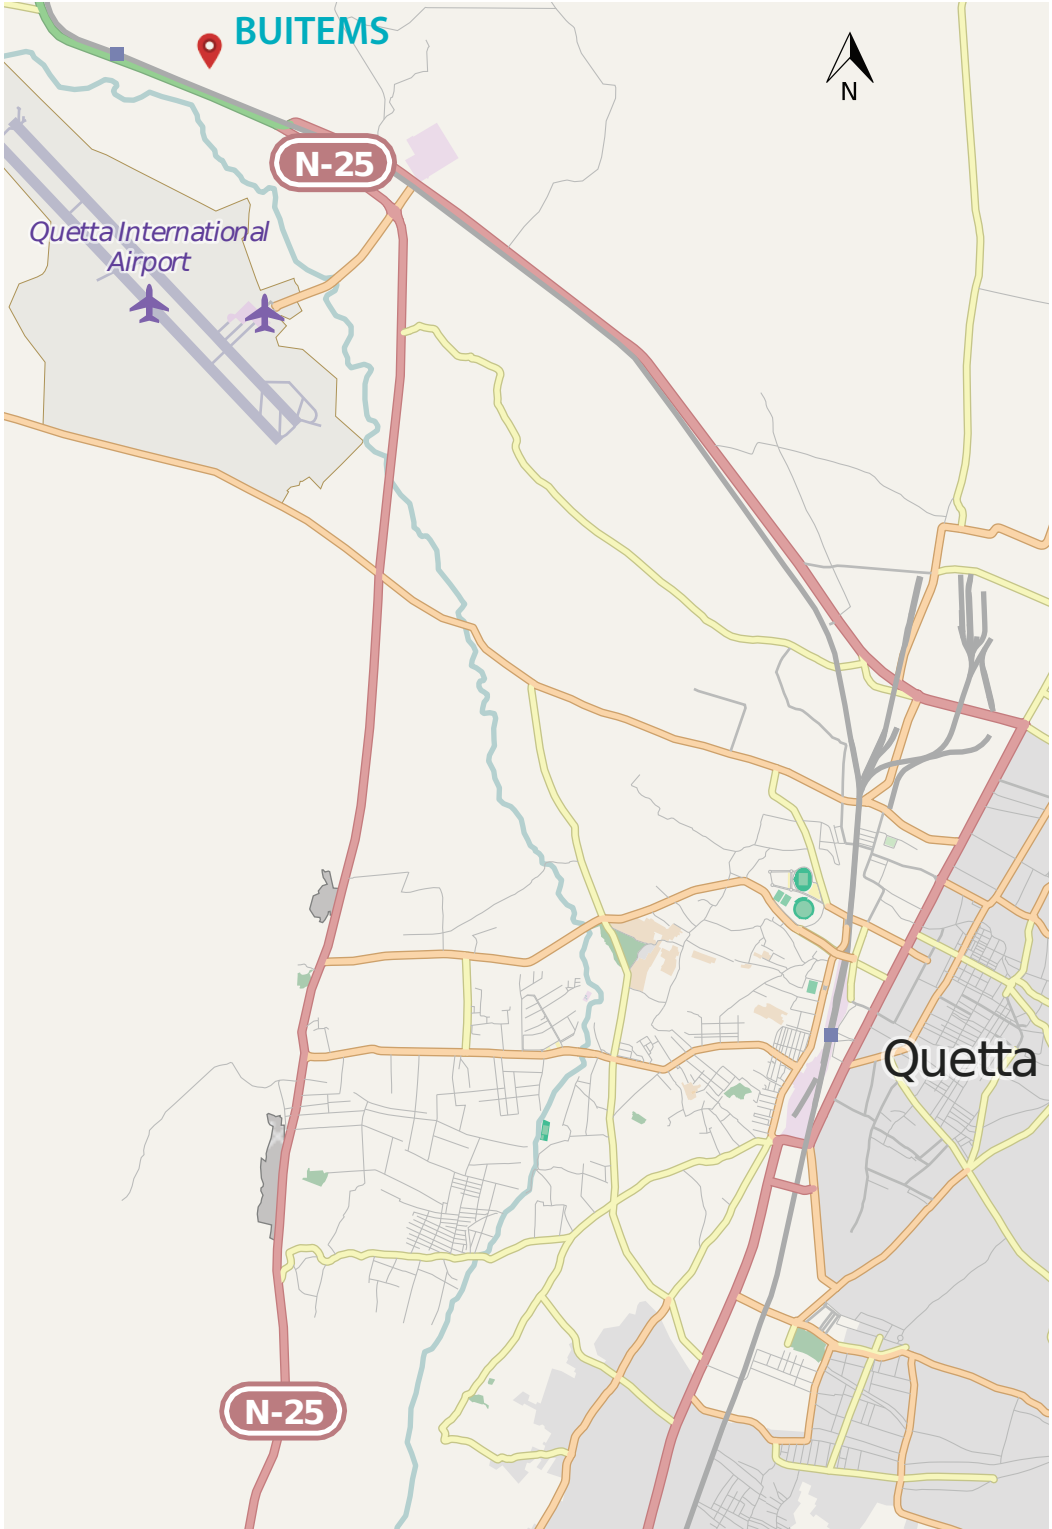 BUITEMS
N
N-25
Quetta International
Airport
Quetta
N-25